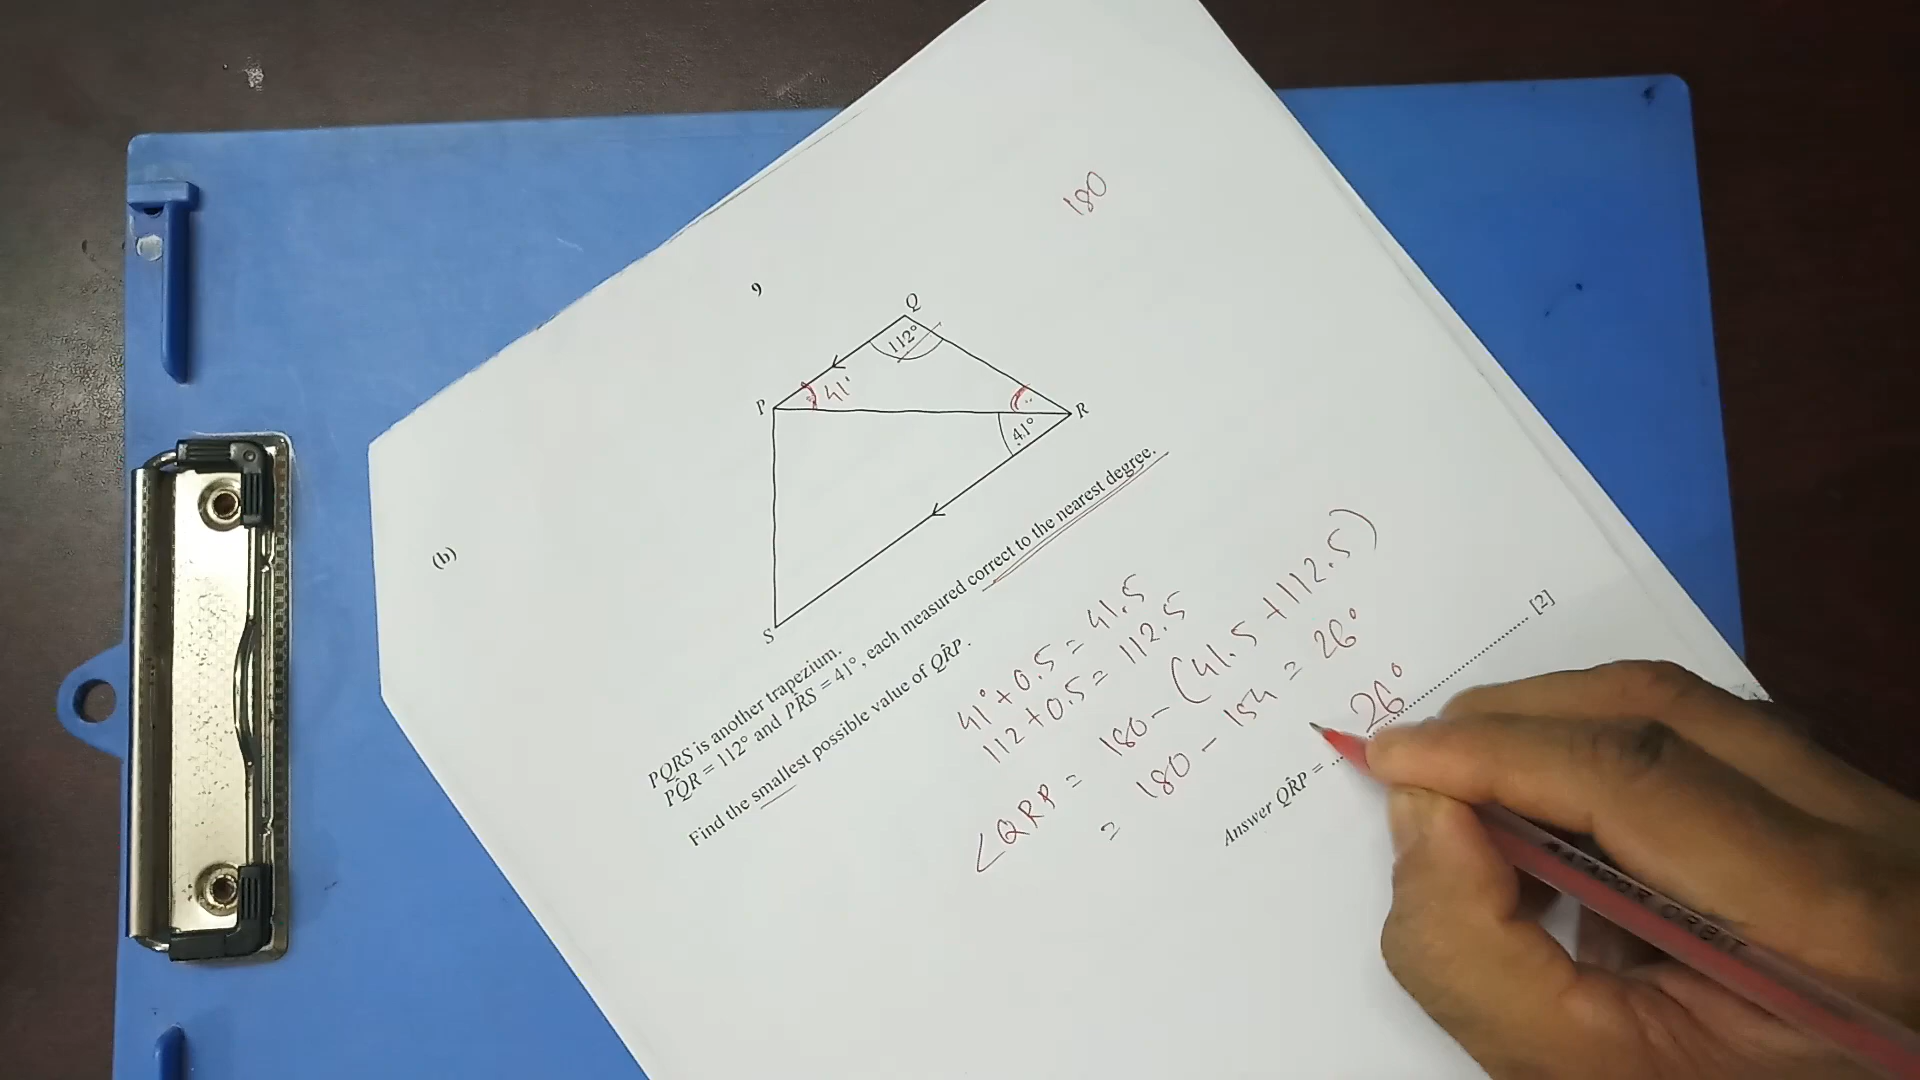 180
9
(b)
Q
112°
P
41°
R
41°
S
PQRS is another trapezium.
PQ̂R = 112° and PR̂S = 41°, each measured correct to the nearest degree.
Find the smallest possible value of QR̂P.
41° + 0.5 = 41.5
112 + 0.5 = 112.5
∠QRP = 180 − (41.5 + 112.5)
= 180 − 154 = 26°
Answer QR̂P = 26° [2]
MATADOR ORBIT